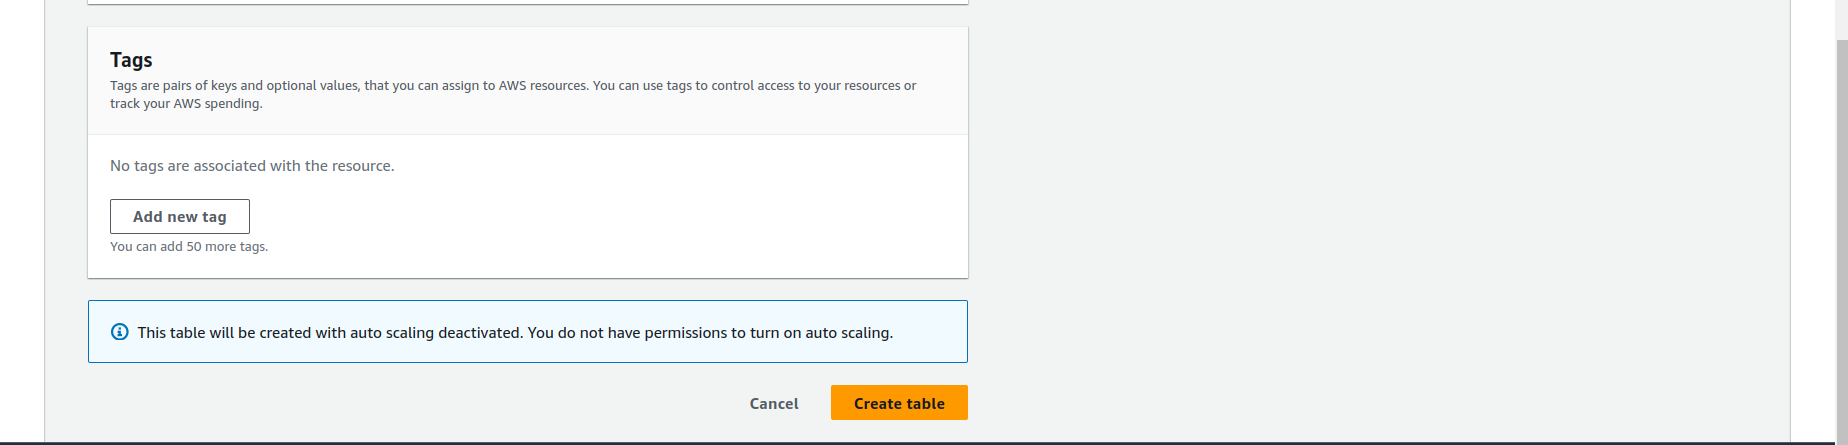 Tags
Tags are pairs of keys and optional values, that you can assign to AWS resources. You can use tags to control access to your resources or
track your AWS spending.
No tags are associated with the resource.
Add new tag
You can add 50 more tags.
This table will be created with auto scaling deactivated. You do not have permissions to turn on auto scaling.
Cancel
Create table